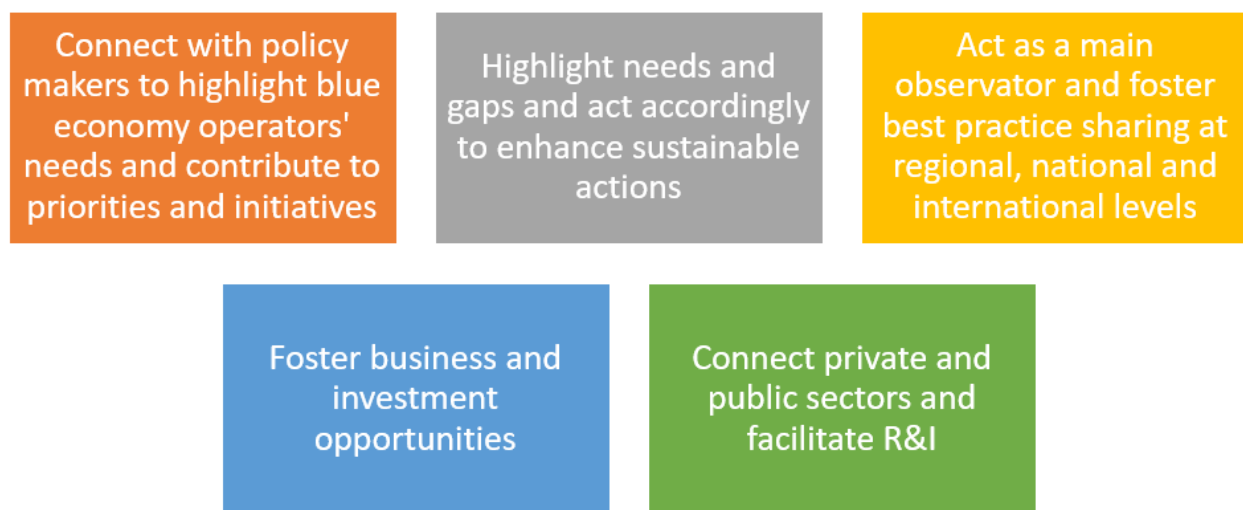 Connect with policy
makers to highlight blue
economy operators'
needs and contribute to
priorities and initiatives
Highlight needs and
gaps and act accordingly
to enhance sustainable
actions
Act as a main
observator and foster
best practice sharing at
regional, national and
international levels
Foster business and
investment
opportunities
Connect private and
public sectors and
facilitate R&I